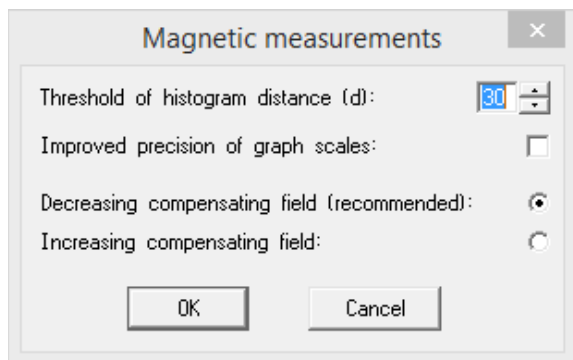 Magnetic measurements
Threshold of histogram distance (d): 30
Improved precision of graph scales:
Decreasing compensating field (recommended):
Increasing compensating field:
OK Cancel